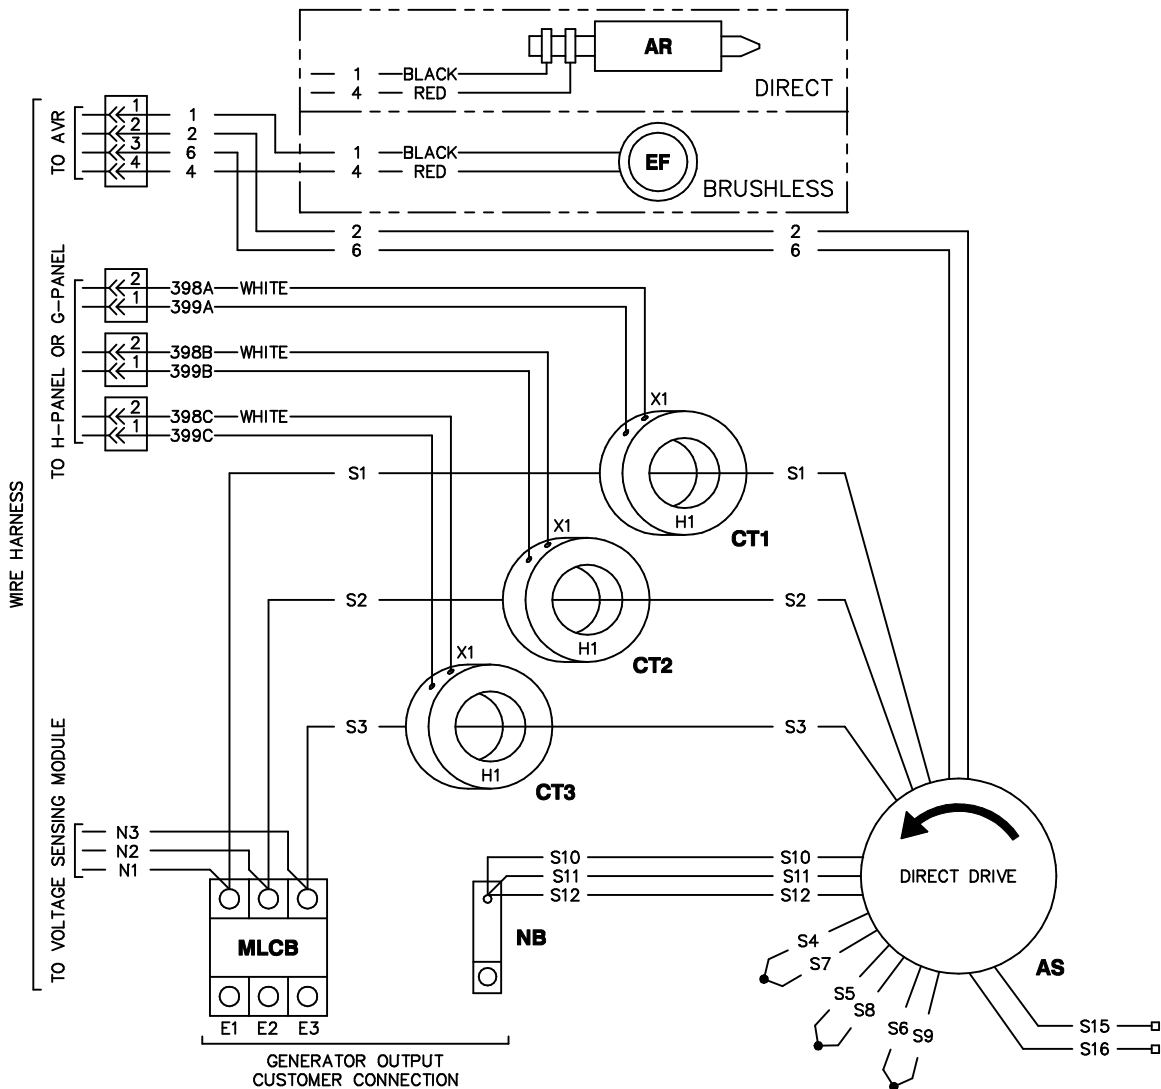 AR
1 BLACK
4 RED
DIRECT
TO AVR
1 1
2 2
3 6
4 4
1 BLACK
4 RED
EF
BRUSHLESS
2 2
6 6
WIRE HARNESS
TO H-PANEL OR G-PANEL
2 398A WHITE
1 399A
2 398B WHITE
1 399B
2 398C WHITE
1 399C
X1
S1 S1
H1
CT1
X1
S2 S2
H1
CT2
X1
S3 S3
H1
CT3
TO VOLTAGE SENSING MODULE
N3
N2
N1
S10 S10
S11 S11
S12 S12
DIRECT DRIVE
MLCB
NB
AS
S4
S7
S5
S8
S6
S9
S15
S16
E1 E2 E3
GENERATOR OUTPUT
CUSTOMER CONNECTION